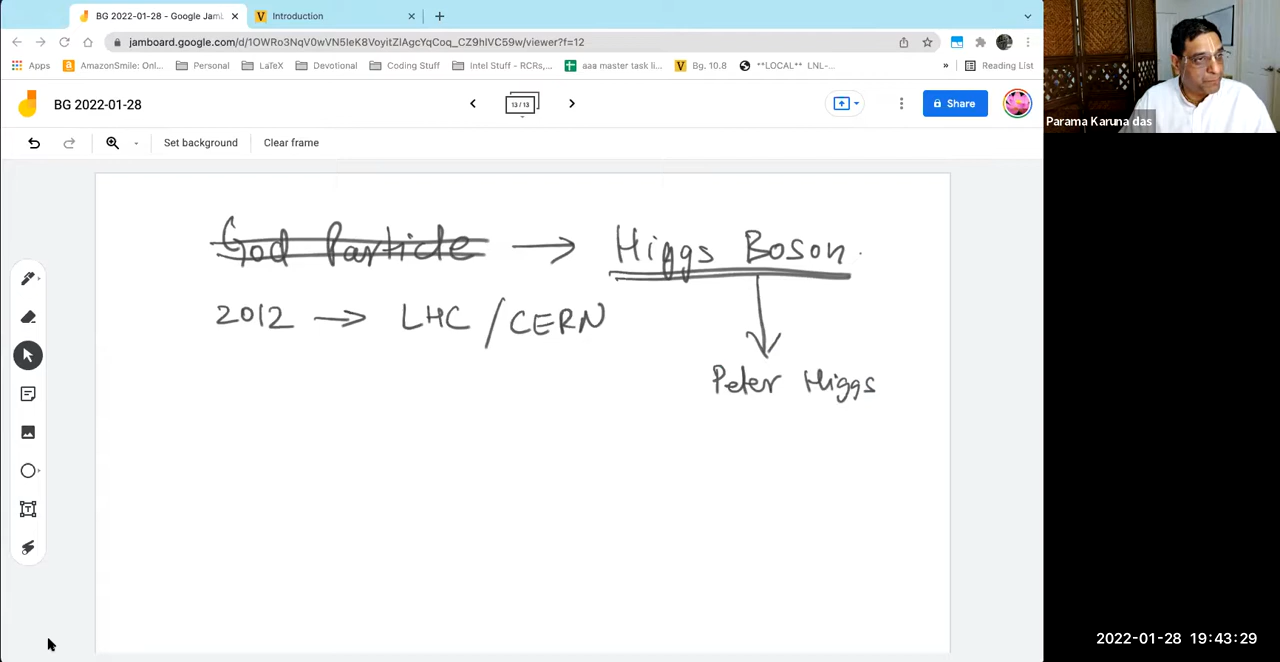 BG 2022-01-28 - Google Jaml
Introduction
jamboard.google.com/d/1OWRo3NqV0wVN5leK8VoyitZlAgcYqCoq_CZ9hlVC59w/viewer?f=12
Apps
AmazonSmile: Onl...
Personal
LaTeX
Devotional
Coding Stuff
Intel Stuff - RCRs,...
aaa master task li...
Bg. 10.8
**LOCAL** LNL-...
»
Reading List
BG 2022-01-28
13 / 13
Share
Set background
Clear frame
Parama Karuna das
God Particle → Higgs Boson.
2012 → LHC / CERN
Peter Higgs
2022-01-28 19:43:29